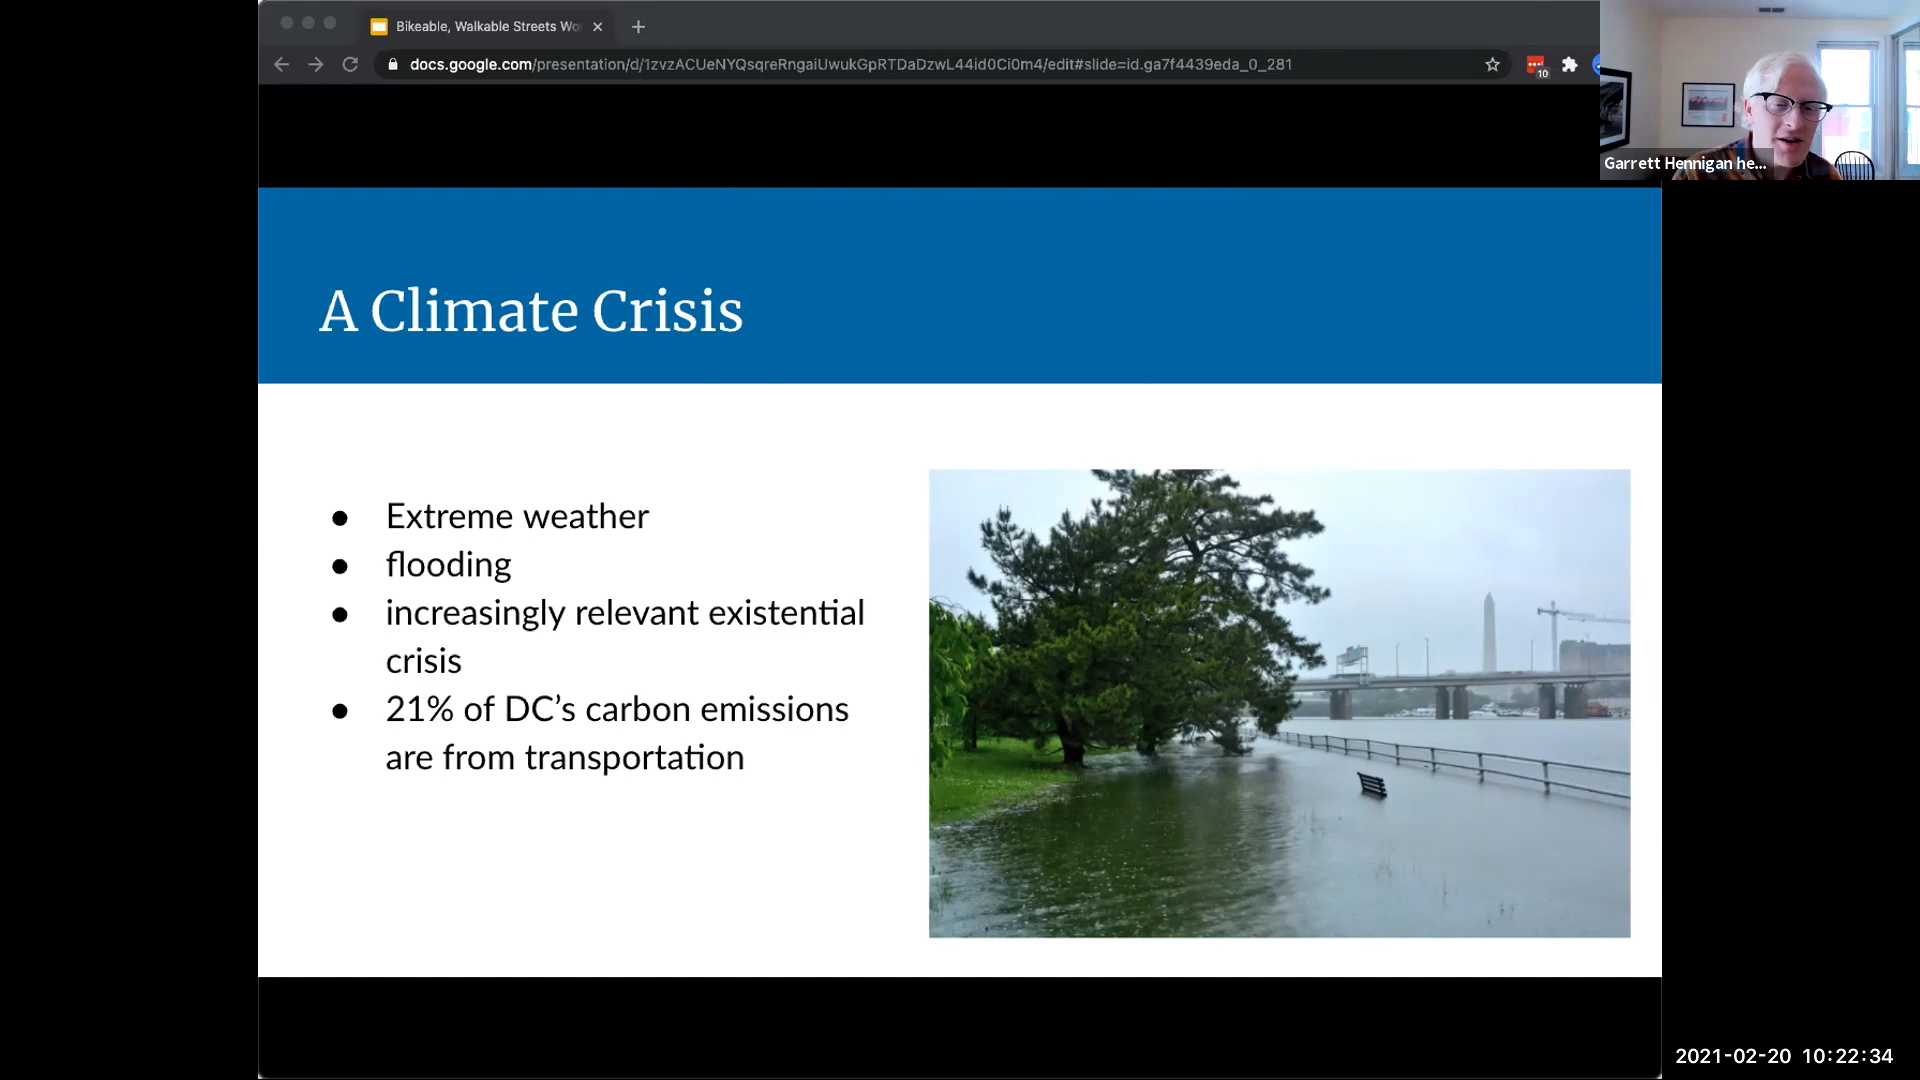 Bikeable, Walkable Streets Wo
docs.google.com/presentation/d/1zvzACUeNYQsqreRngaiUwukGpRTDaDzwL44id0Ci0m4/edit#slide=id.ga7f4439eda_0_281
10
Garrett Hennigan he...
A Climate Crisis
● Extreme weather
● flooding
● increasingly relevant existential
crisis
● 21% of DC’s carbon emissions
are from transportation
2021-02-20 10:22:34